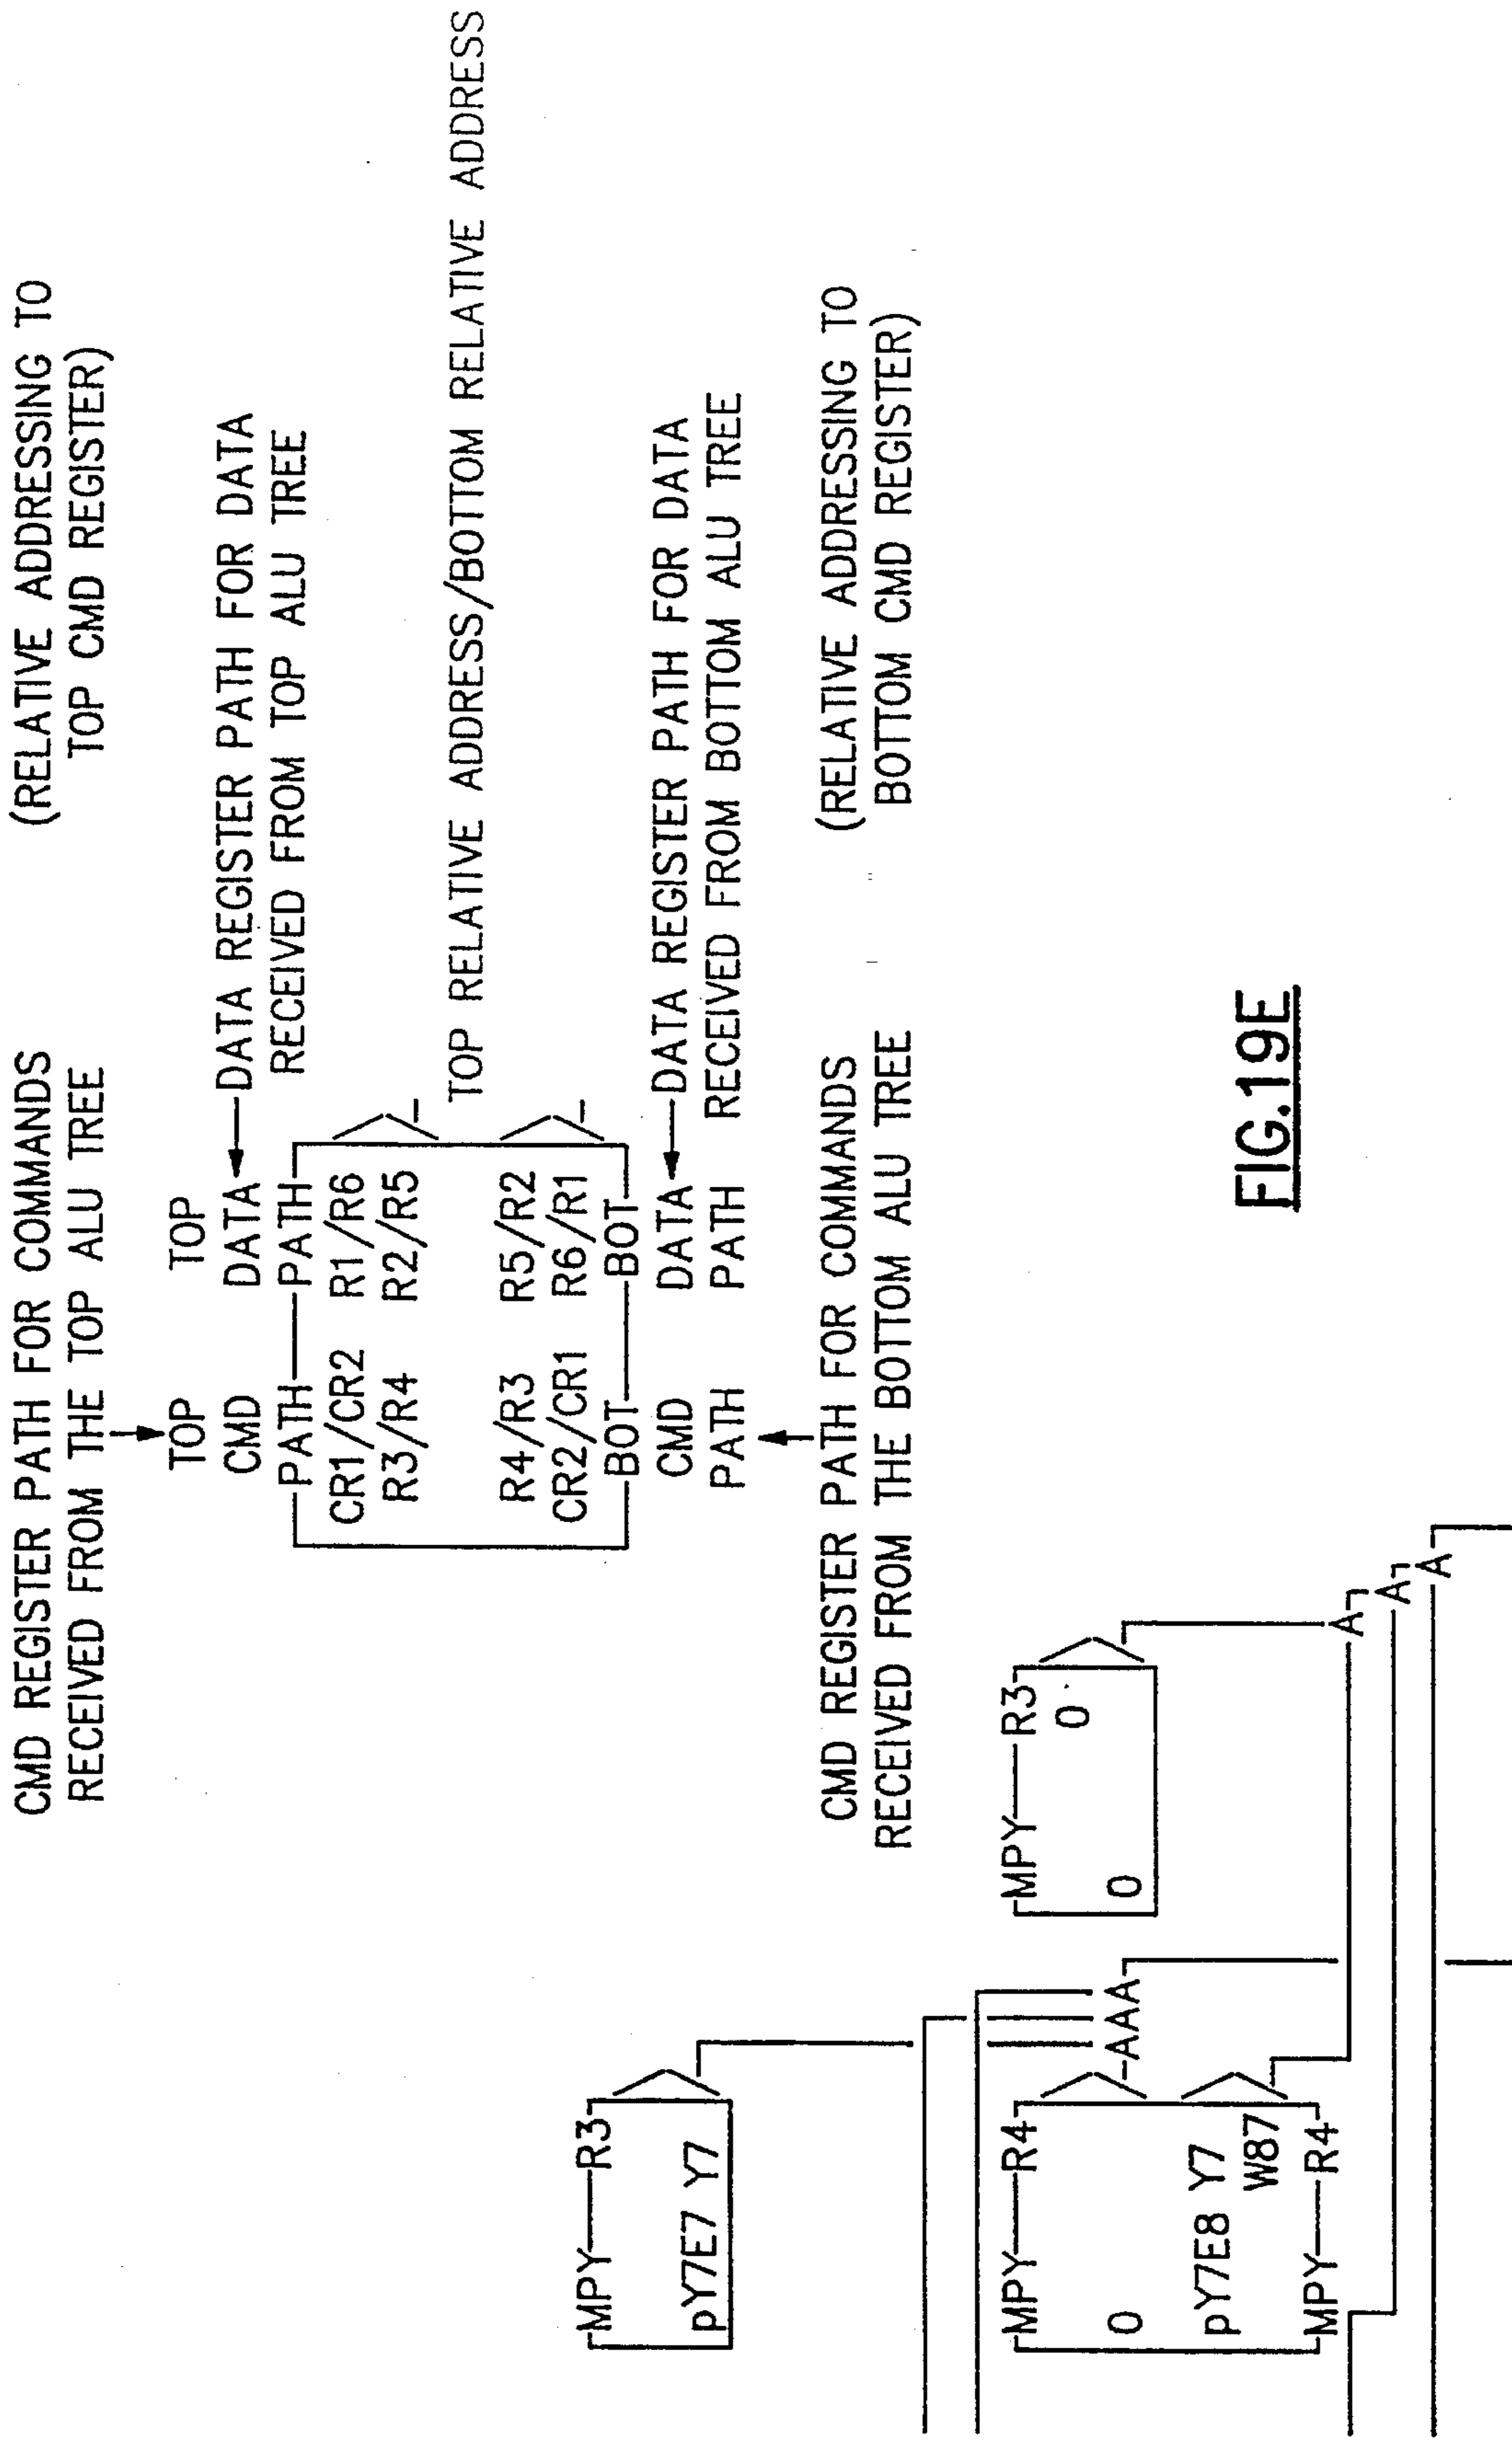 CMD REGISTER PATH FOR COMMANDS
RECEIVED FROM THE TOP ALU TREE
(RELATIVE ADDRESSING TO
TOP CMD REGISTER)
TOP TOP
CMD DATA
PATH PATH
DATA REGISTER PATH FOR DATA
RECEIVED FROM TOP ALU TREE
CR1/CR2 R1/R6
R3/R4 R2/R5
TOP RELATIVE ADDRESS/BOTTOM RELATIVE ADDRESS
R4/R3 R5/R2
CR2/CR1 R6/R1
BOT BOT
CMD DATA
PATH PATH
DATA REGISTER PATH FOR DATA
RECEIVED FROM BOTTOM ALU TREE
CMD REGISTER PATH FOR COMMANDS
RECEIVED FROM THE BOTTOM ALU TREE
(RELATIVE ADDRESSING TO
BOTTOM CMD REGISTER)
MPY R3
pY7E7 Y7
MPY R4
0
pY7E8 Y7
W87
MPY R4
AAA
MPY R3
0
0
A
A
A
FIG.19E